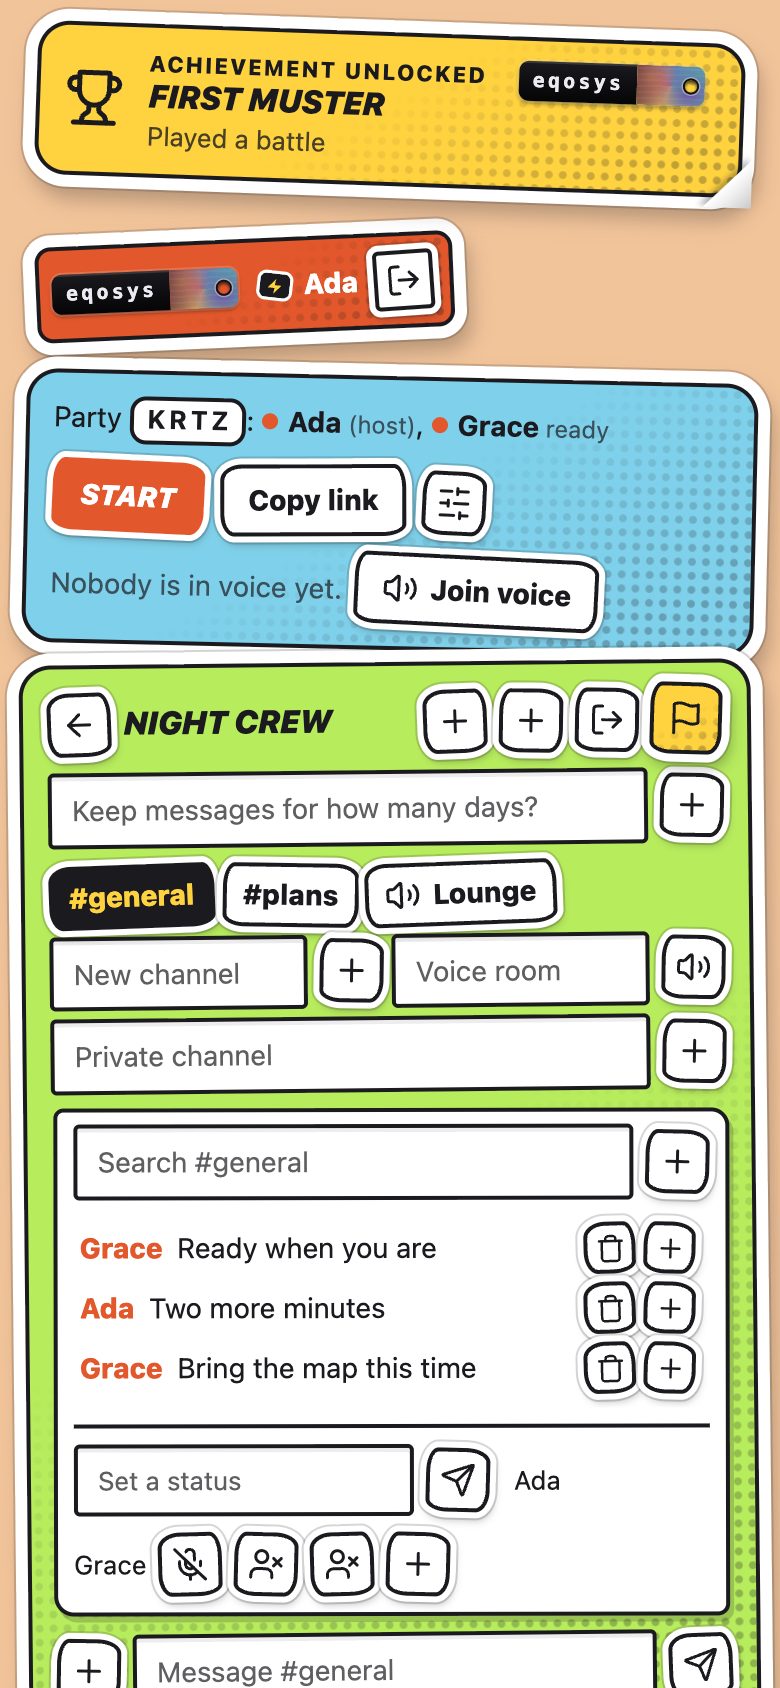 ACHIEVEMENT UNLOCKED
FIRST MUSTER
Played a battle
eqosys
eqosys Ada
Party KRTZ: Ada (host), Grace ready
START Copy link
Nobody is in voice yet. Join voice
NIGHT CREW
Keep messages for how many days?
#general #plans Lounge
New channel Voice room
Private channel
Search #general
Grace Ready when you are
Ada Two more minutes
Grace Bring the map this time
Set a status Ada
Grace
Message #general